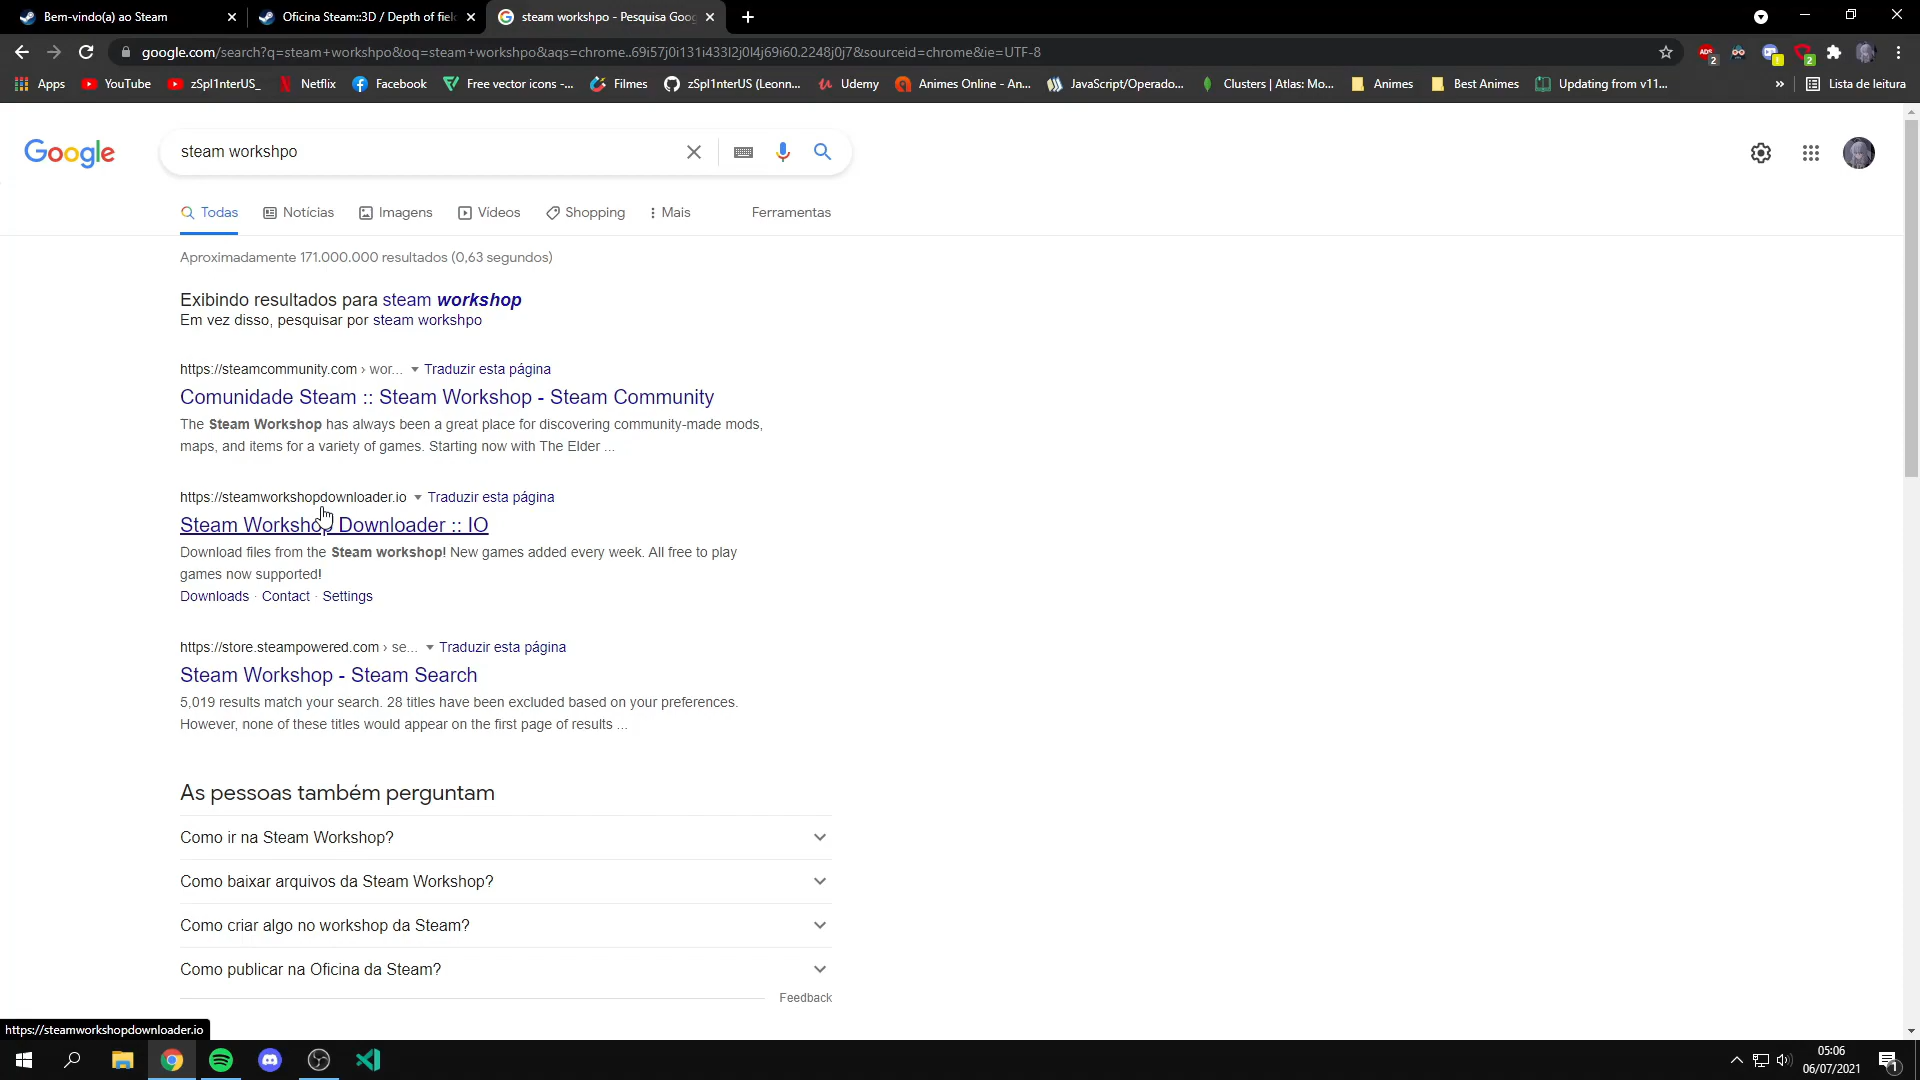 Bem-vindo(a) ao Steam
Oficina Steam::3D / Depth of fiel
steam workshpo - Pesquisa Goog
google.com/search?q=steam+workshpo&oq=steam+workshpo&aqs=chrome..69i57j0i131i433l2j0l4j69i60.2248j0j7&sourceid=chrome&ie=UTF-8
2
1
2
Apps
YouTube
zSpl1nterUS_
Netflix
Facebook
Free vector icons -...
Filmes
zSpl1nterUS (Leonn...
Udemy
Animes Online - An...
JavaScript/Operado...
Clusters | Atlas: Mo...
Animes
Best Animes
Updating from v11...
»
Lista de leitura
Google
steam workshpo
Todas
Notícias
Imagens
Vídeos
Shopping
Mais
Ferramentas
Aproximadamente 171.000.000 resultados (0,63 segundos)
Exibindo resultados para steam workshop
Em vez disso, pesquisar por steam workshpo
https://steamcommunity.com › wor... Traduzir esta página
Comunidade Steam :: Steam Workshop - Steam Community
The Steam Workshop has always been a great place for discovering community-made mods,
maps, and items for a variety of games. Starting now with The Elder ...
https://steamworkshopdownloader.io Traduzir esta página
Steam Workshop Downloader :: IO
Download files from the Steam workshop! New games added every week. All free to play
games now supported!
Downloads · Contact · Settings
https://store.steampowered.com › se... Traduzir esta página
Steam Workshop - Steam Search
5,019 results match your search. 28 titles have been excluded based on your preferences.
However, none of these titles would appear on the first page of results ...
As pessoas também perguntam
Como ir na Steam Workshop?
Como baixar arquivos da Steam Workshop?
Como criar algo no workshop da Steam?
Como publicar na Oficina da Steam?
Feedback
https://steamworkshopdownloader.io
05:06
06/07/2021
1